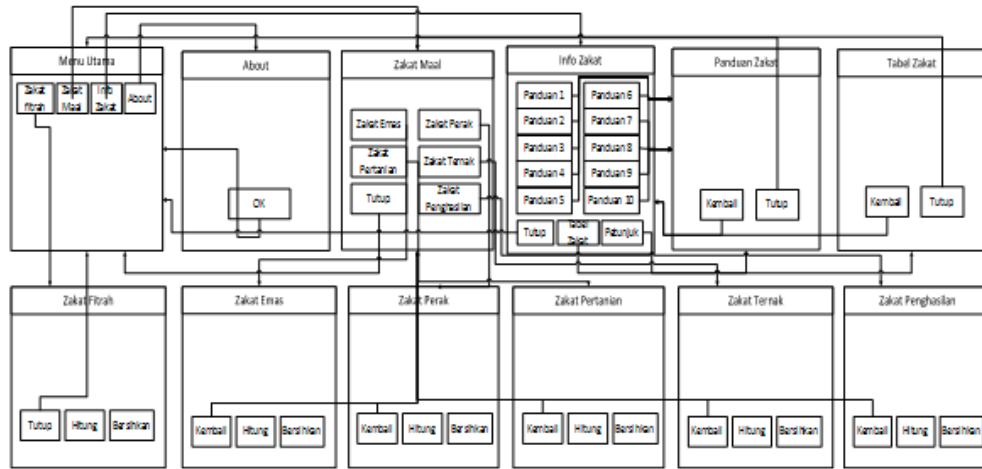 Menu Utama
Zakat
fitrah
Zakat
Maal
Info
Zakat
About
About
OK
Zakat Maal
Zakat Emas
Zakat Perak
Zakat
Pertanian
Zakat Ternak
Tutup
Zakat
Penghasilan
Info Zakat
Panduan 1
Panduan 6
Panduan 2
Panduan 7
Panduan 3
Panduan 8
Panduan 4
Panduan 9
Panduan 5
Panduan 10
Tutup
Tabel
Zakat
Petunjuk
Panduan Zakat
Kembali
Tutup
Tabel Zakat
Kembali
Tutup
Zakat Fitrah
Tutup
Hitung
Bersihkan
Zakat Emas
Kembali
Hitung
Bersihkan
Zakat Perak
Kembali
Hitung
Bersihkan
Zakat Pertanian
Kembali
Hitung
Bersihkan
Zakat Ternak
Kembali
Hitung
Bersihkan
Zakat Penghasilan
Kembali
Hitung
Bersihkan